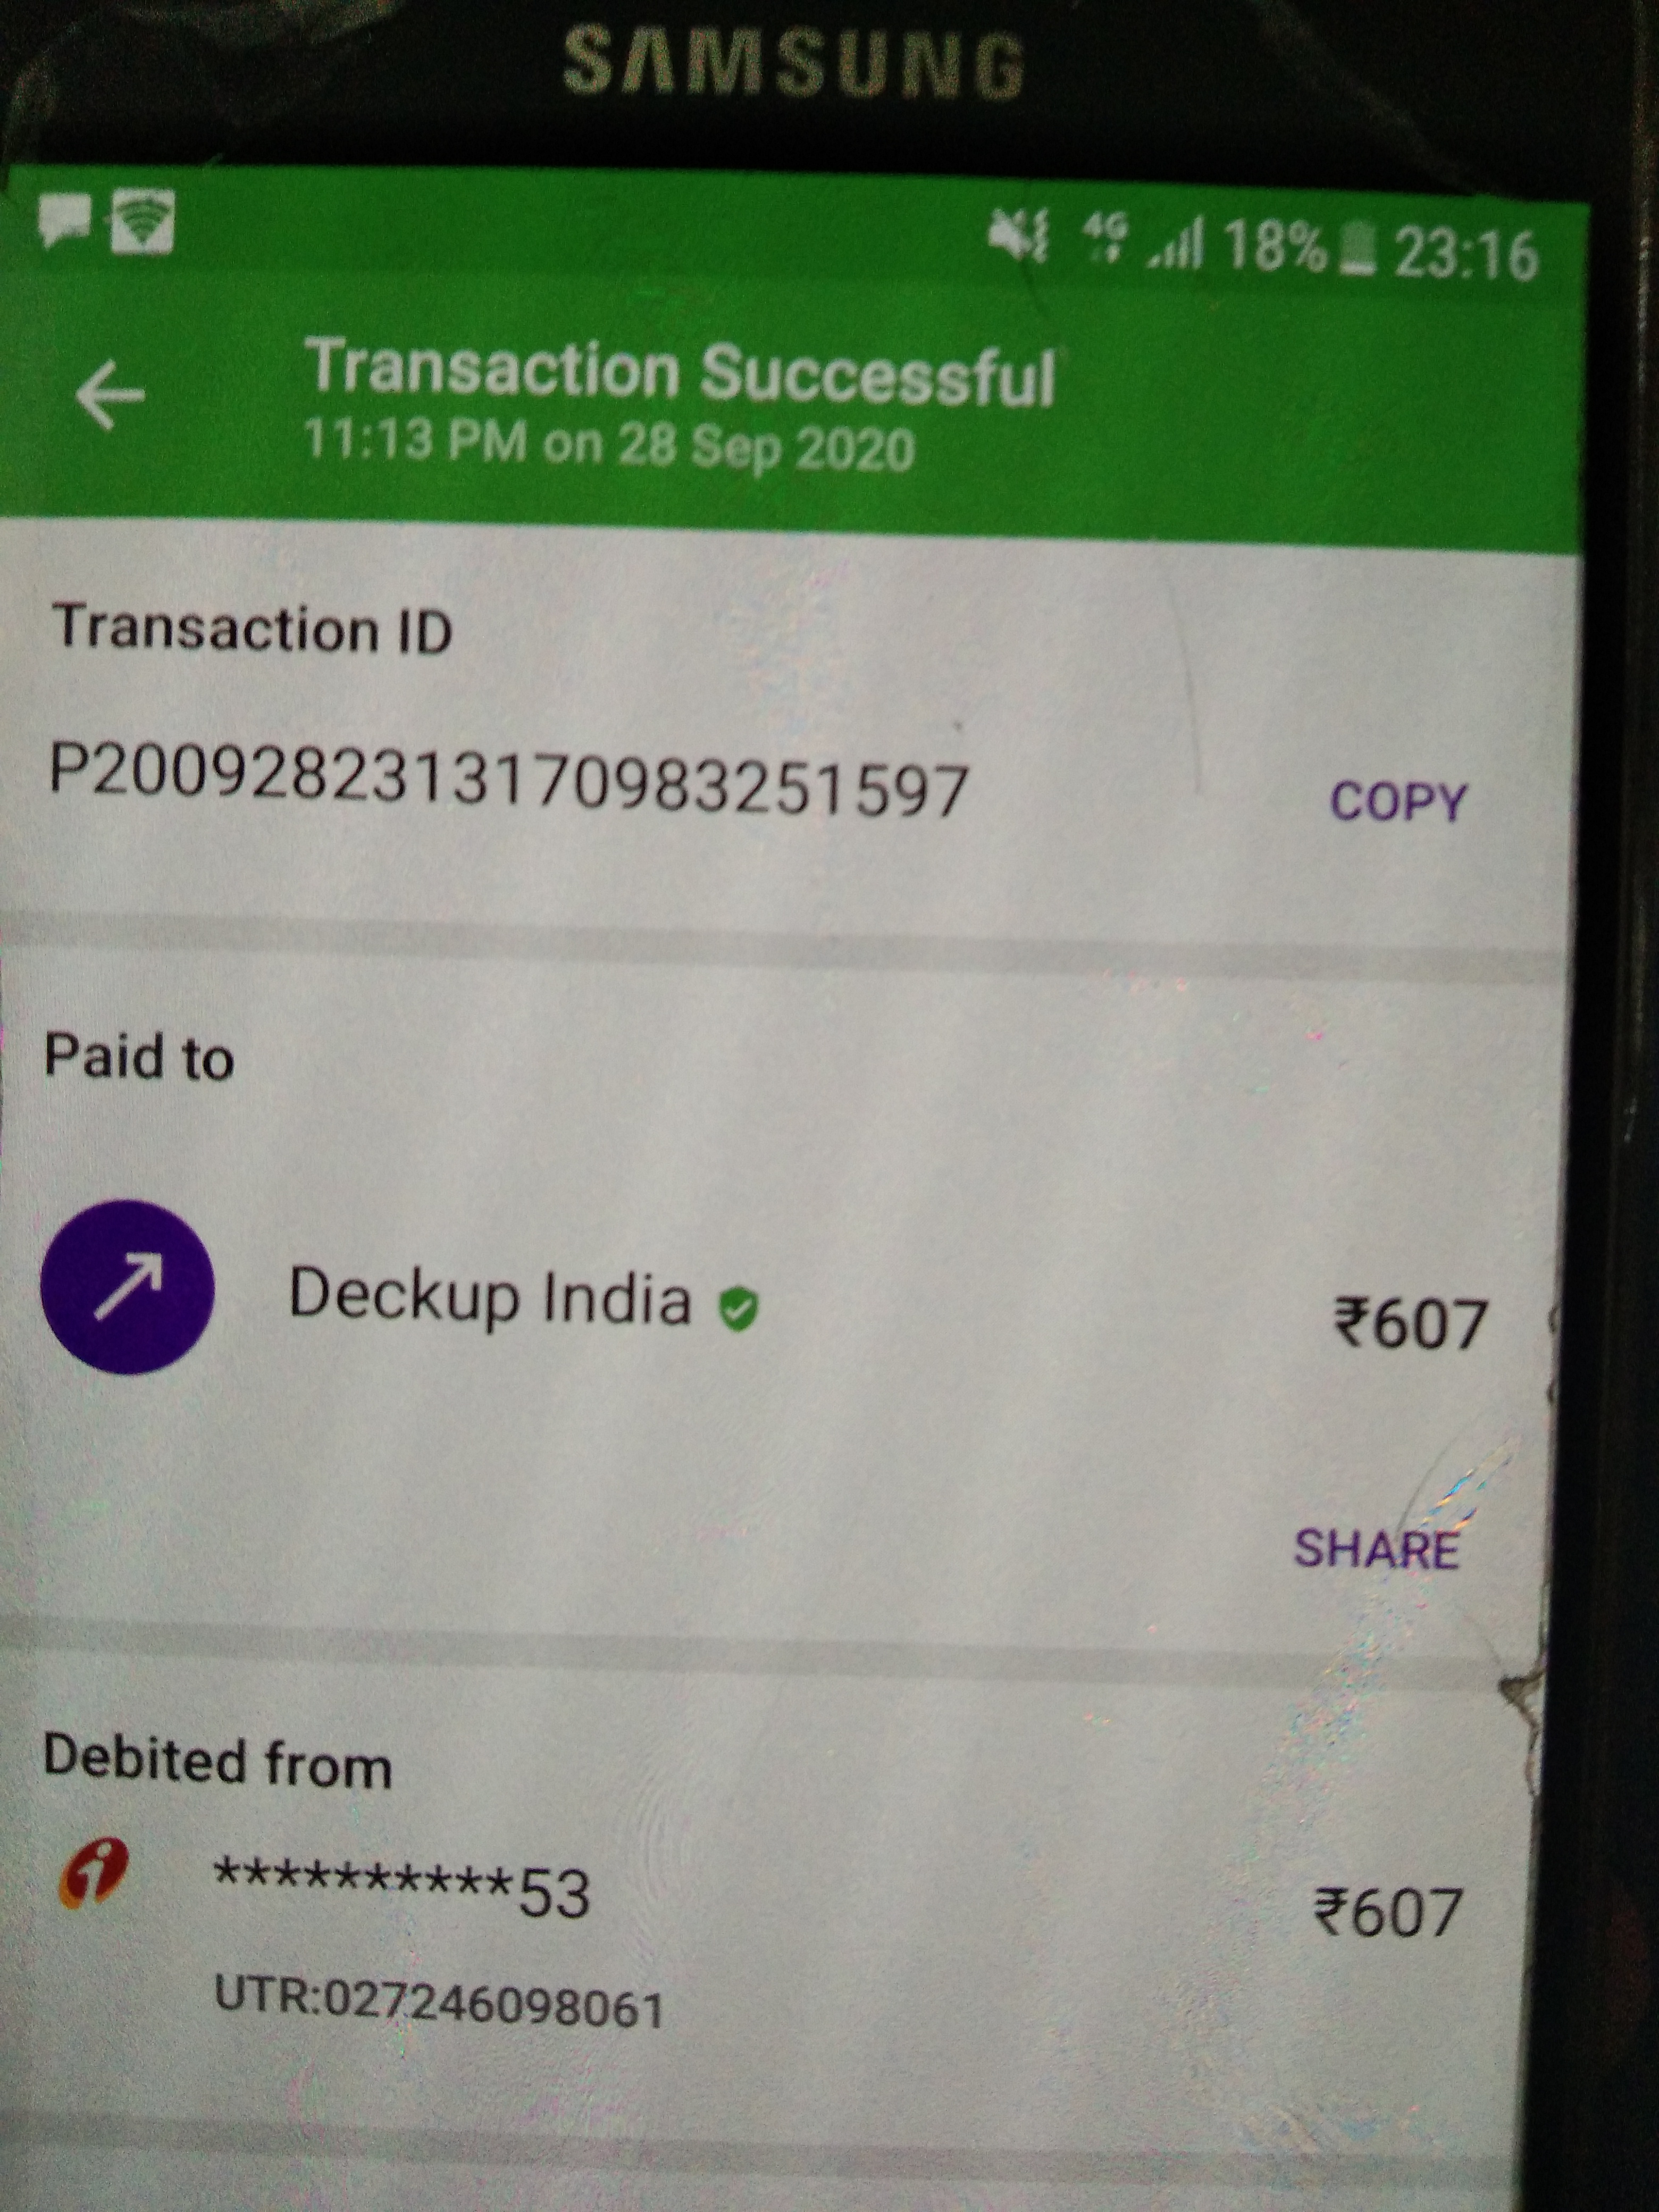 SAMSUNG
4G 18% 23:16
Transaction Successful
11:13 PM on 28 Sep 2020
Transaction ID
P2009282313170983251597 COPY
Paid to
Deckup India ₹607
SHARE
Debited from
**********53 ₹607
UTR:027246098061